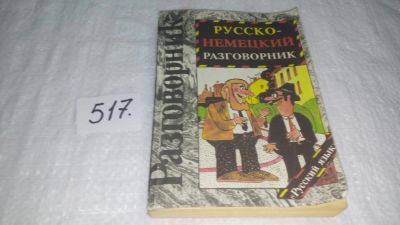 517.
Разговорник
РУССКО-
НЕМЕЦКИЙ
РАЗГОВОРНИК
Русский язык